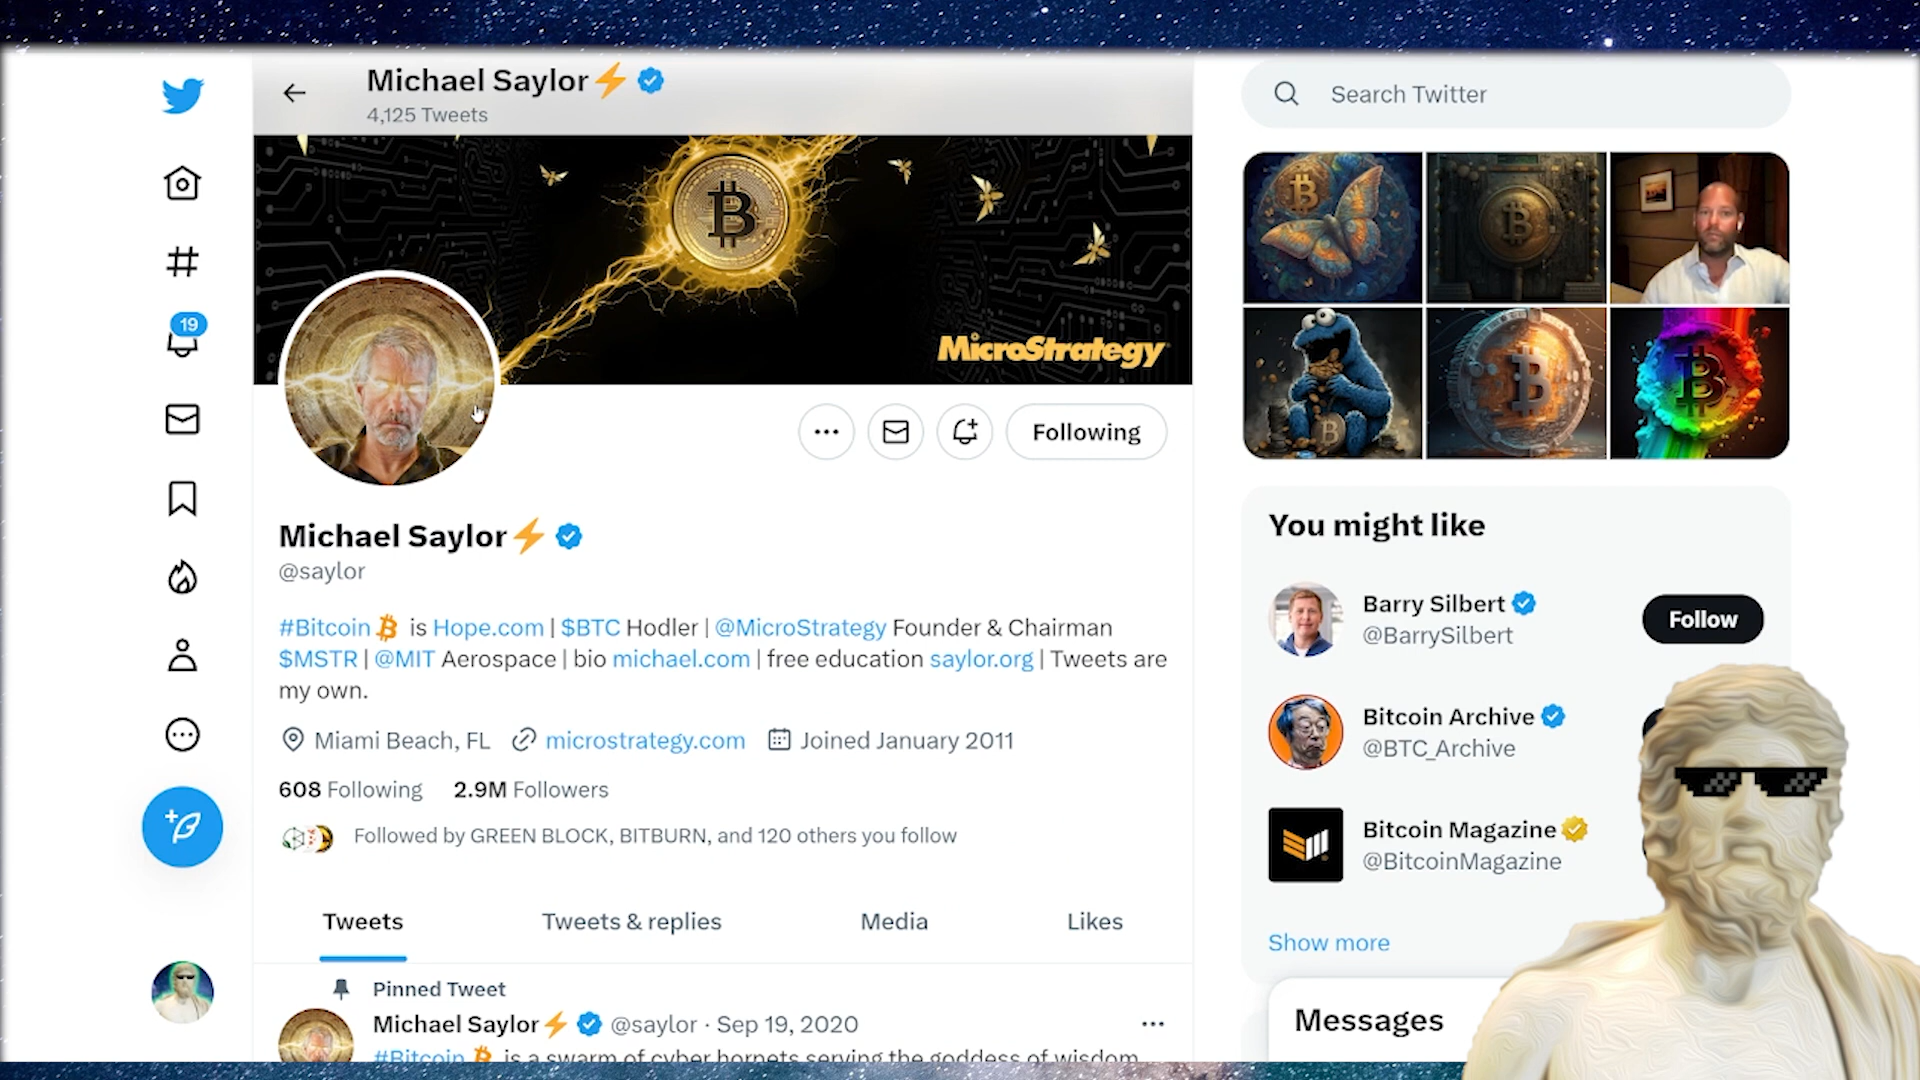 Michael Saylor⚡
4,125 Tweets
Search Twitter
MicroStrategy
19
Following
Michael Saylor⚡
@saylor
#Bitcoin₿ is Hope.com | $BTC Hodler | @MicroStrategy Founder & Chairman
$MSTR | @MIT Aerospace | bio michael.com | free education saylor.org | Tweets are
my own.
Miami Beach, FL microstrategy.com Joined January 2011
608 Following 2.9M Followers
Followed by GREEN BLOCK, BITBURN, and 120 others you follow
Tweets Tweets & replies Media Likes
Pinned Tweet
Michael Saylor⚡ @saylor · Sep 19, 2020
#Bitcoin ₿ is a swarm of cyber hornets serving the goddess of wisdom,
You might like
Barry Silbert
@BarrySilbert
Follow
Bitcoin Archive
@BTC_Archive
Bitcoin Magazine
@BitcoinMagazine
Show more
Messages